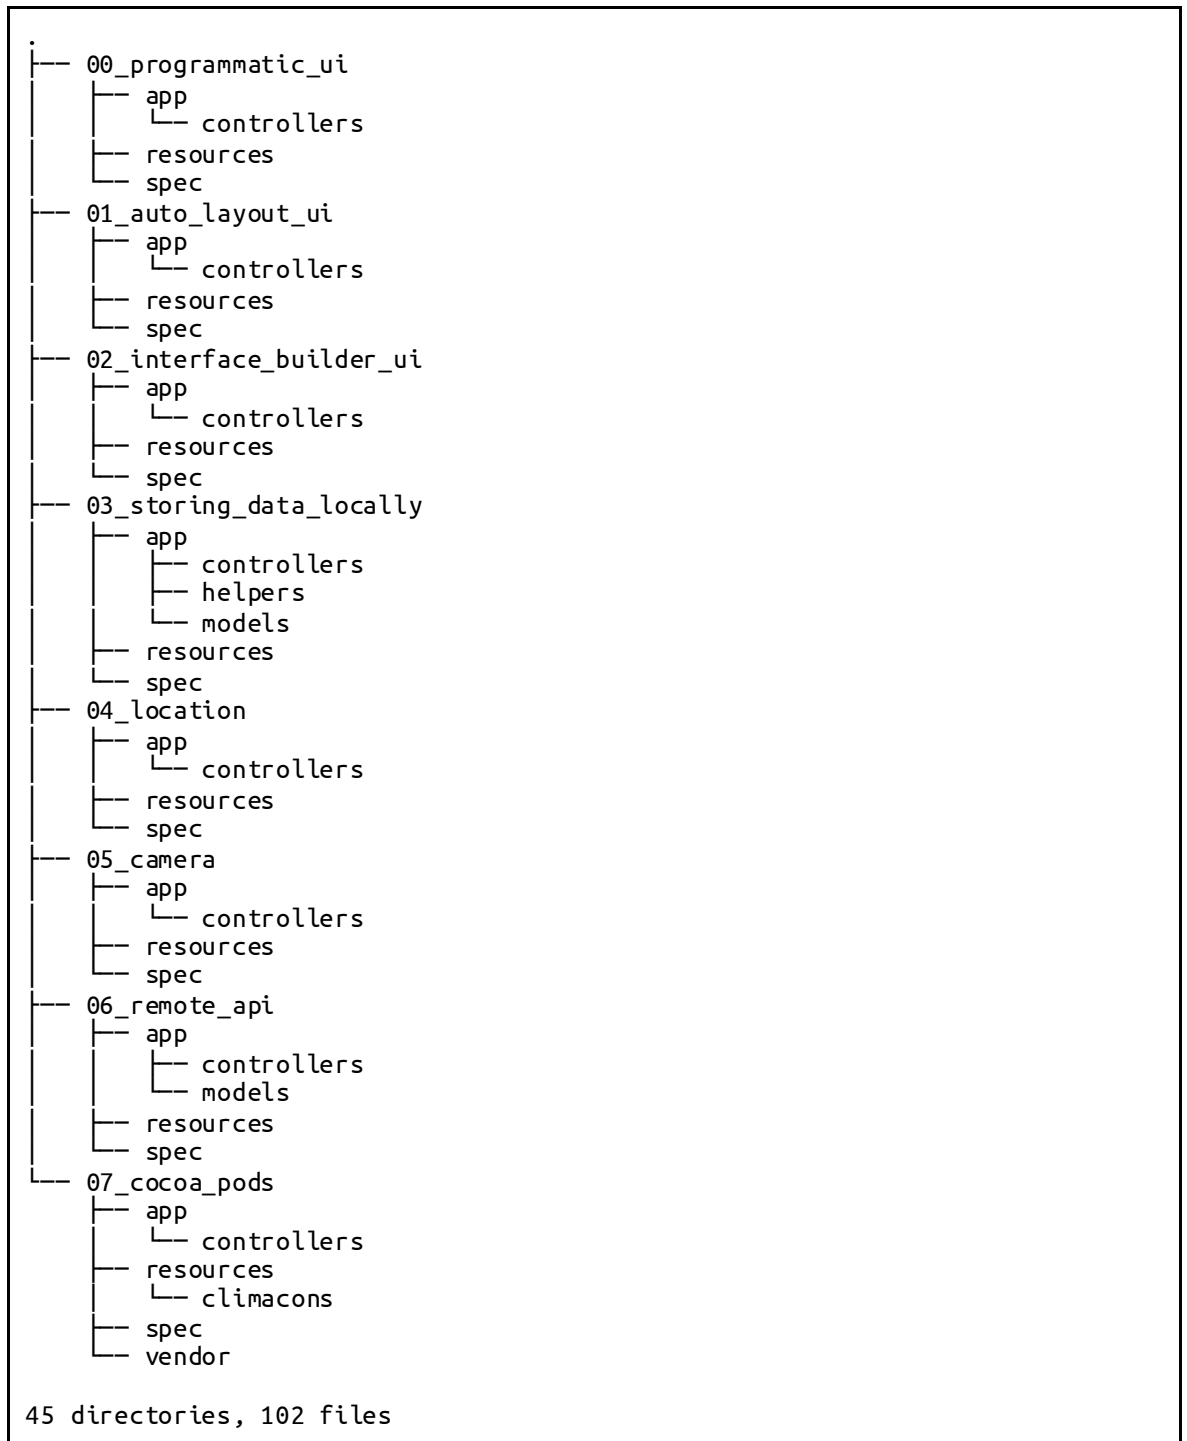 .
├── 00_programmatic_ui
│   ├── app
│   │   └── controllers
│   ├── resources
│   └── spec
├── 01_auto_layout_ui
│   ├── app
│   │   └── controllers
│   ├── resources
│   └── spec
├── 02_interface_builder_ui
│   ├── app
│   │   └── controllers
│   ├── resources
│   └── spec
├── 03_storing_data_locally
│   ├── app
│   │   ├── controllers
│   │   ├── helpers
│   │   └── models
│   ├── resources
│   └── spec
├── 04_location
│   ├── app
│   │   └── controllers
│   ├── resources
│   └── spec
├── 05_camera
│   ├── app
│   │   └── controllers
│   ├── resources
│   └── spec
├── 06_remote_api
│   ├── app
│   │   ├── controllers
│   │   └── models
│   ├── resources
│   └── spec
└── 07_cocoa_pods
    ├── app
    │   └── controllers
    ├── resources
    │   └── climacons
    ├── spec
    └── vendor

45 directories, 102 files